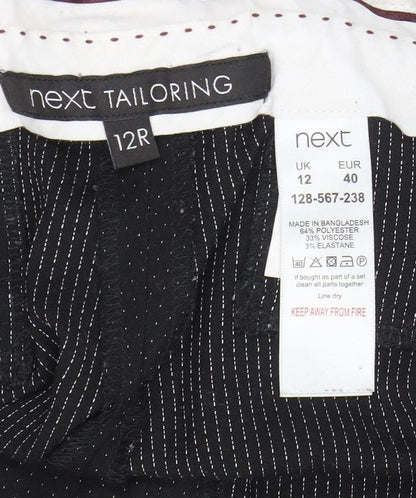 next TAILORING
12R
next
UK EUR
12 40
128-567-238
MADE IN BANGLADESH
64% POLYESTER
33% VISCOSE
3% ELASTANE
40
If bought as part of a set
clean all parts together
Line dry
KEEP AWAY FROM FIRE